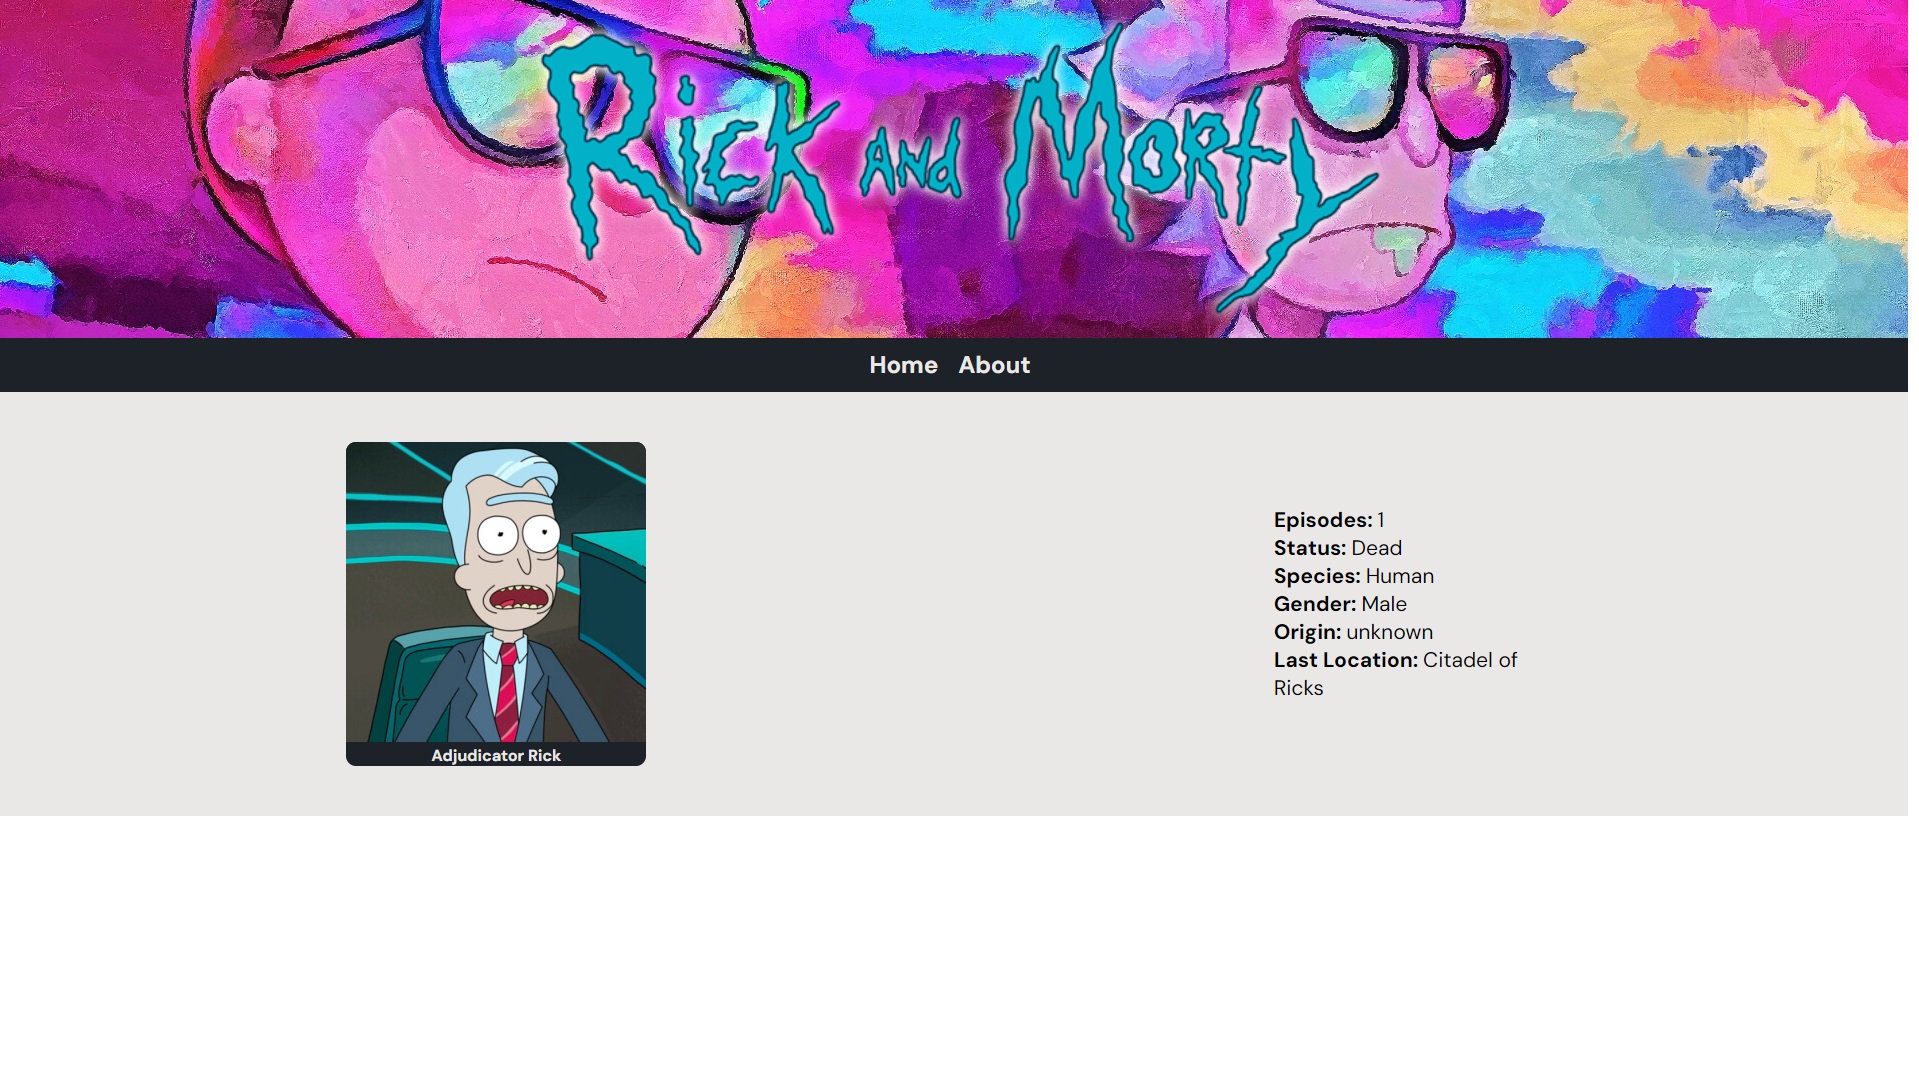 Rick and Morty
Home About
Adjudicator Rick
Episodes: 1
Status: Dead
Species: Human
Gender: Male
Origin: unknown
Last Location: Citadel of
Ricks